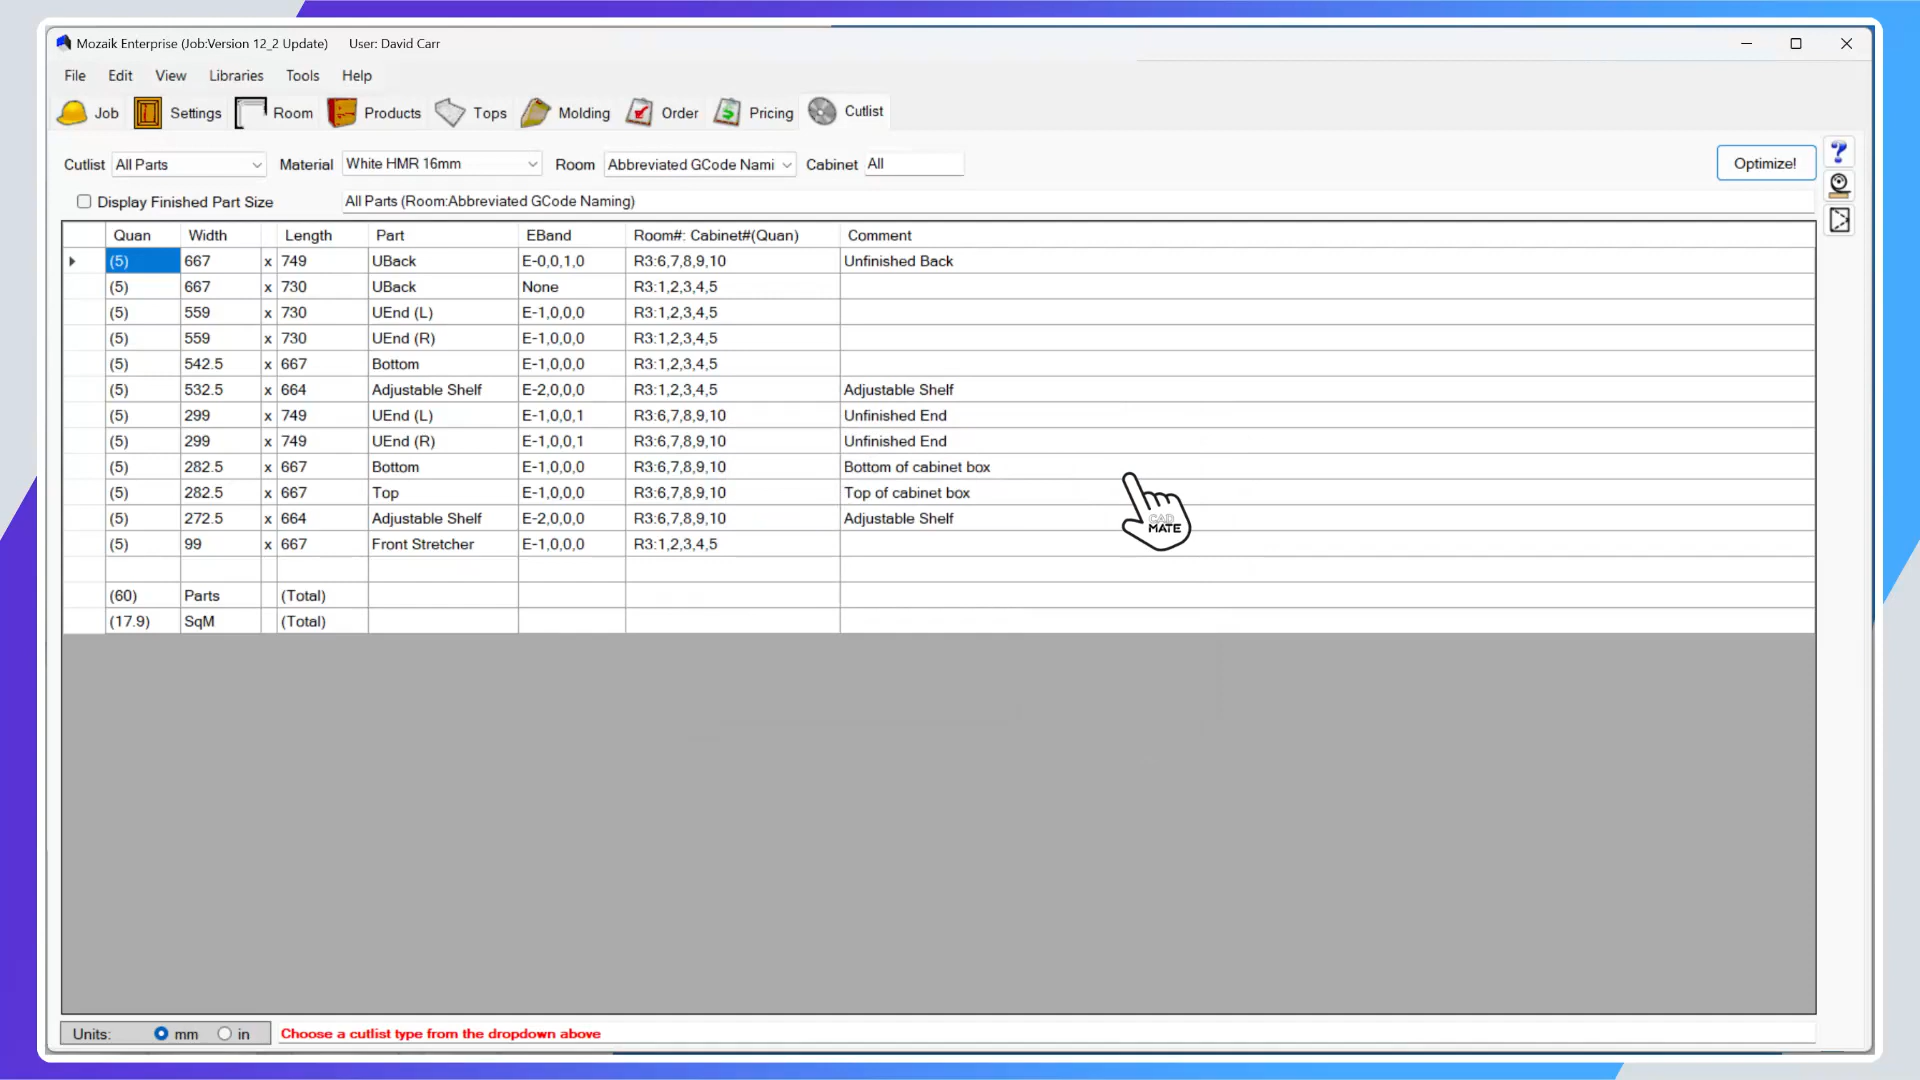 Mozaik Enterprise (Job:Version 12_2 Update) User: David Carr
File Edit View Libraries Tools Help
Job Settings Room Products Tops Molding Order Pricing Cutlist
Cutlist All Parts Material White HMR 16mm Room Abbreviated GCode Nami Cabinet All Optimize!
Display Finished Part Size All Parts (Room:Abbreviated GCode Naming)
Quan Width Length Part EBand Room#: Cabinet#(Quan) Comment
(5) 667 x 749 UBack E-0,0,1,0 R3:6,7,8,9,10 Unfinished Back
(5) 667 x 730 UBack None R3:1,2,3,4,5
(5) 559 x 730 UEnd (L) E-1,0,0,0 R3:1,2,3,4,5
(5) 559 x 730 UEnd (R) E-1,0,0,0 R3:1,2,3,4,5
(5) 542.5 x 667 Bottom E-1,0,0,0 R3:1,2,3,4,5
(5) 532.5 x 664 Adjustable Shelf E-2,0,0,0 R3:1,2,3,4,5 Adjustable Shelf
(5) 299 x 749 UEnd (L) E-1,0,0,1 R3:6,7,8,9,10 Unfinished End
(5) 299 x 749 UEnd (R) E-1,0,0,1 R3:6,7,8,9,10 Unfinished End
(5) 282.5 x 667 Bottom E-1,0,0,0 R3:6,7,8,9,10 Bottom of cabinet box
(5) 282.5 x 667 Top E-1,0,0,0 R3:6,7,8,9,10 Top of cabinet box
(5) 272.5 x 664 Adjustable Shelf E-2,0,0,0 R3:6,7,8,9,10 Adjustable Shelf
CAD
MATE
(5) 99 x 667 Front Stretcher E-1,0,0,0 R3:1,2,3,4,5
(60) Parts (Total)
(17.9) SqM (Total)
Units: mm in Choose a cutlist type from the dropdown above